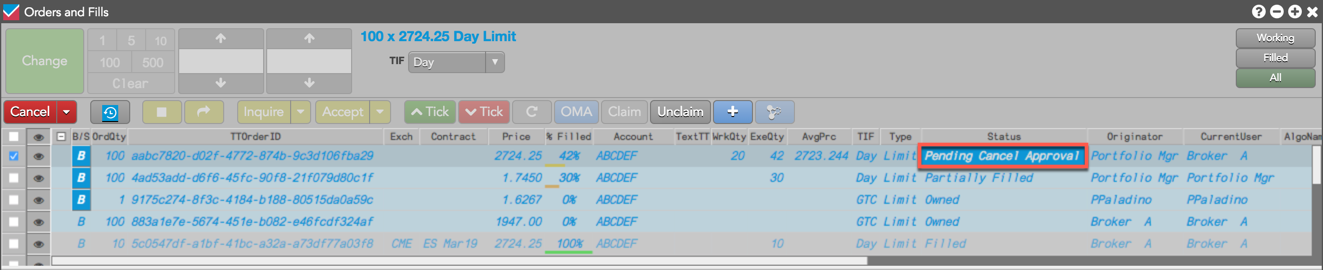 Orders and Fills
Change
1 5 10
100 500
Clear
100 x 2724.25 Day Limit
TIF Day
Working
Filled
All
Cancel Inquire Accept Tick Tick OMA Claim Unclaim
B/S OrdQty TTOrderID Exch Contract Price % Filled Account TextTT WrkQty ExeQty AvgPrc TIF Type Status Originator CurrentUser AlgoNam
B 100 aabc7820-d02f-4772-874b-9c3d106fba29 2724.25 42% ABCDEF 20 42 2723.244 Day Limit Pending Cancel Approval Portfolio Mgr Broker A
B 100 4ad53add-d6f6-45fc-90f8-21f079d80c1f 1.7450 30% ABCDEF 30 Day Limit Partially Filled Portfolio Mgr Portfolio Mgr
B 1 9175c274-8f3c-4184-b188-80515da0a59c 1.6267 0% ABCDEF GTC Limit Owned PPaladino PPaladino
B 100 883a1e7e-5674-451e-b082-e46fcdf324af 1947.00 0% ABCDEF GTC Limit Owned Broker A Broker A
B 10 5c0547df-a1bf-41bc-a32a-a73df77a03f8 CME ES Mar19 2724.25 100% ABCDEF 10 Day Limit Filled Broker A Broker A